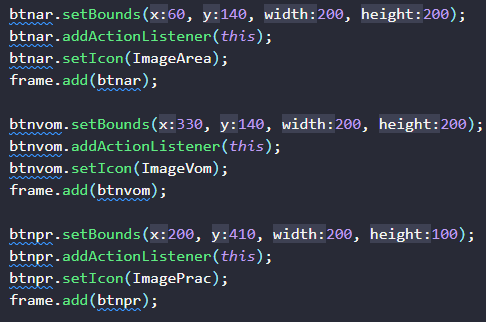 btnar.setBounds(x:60, y:140, width:200, height:200);
btnar.addActionListener(this);
btnar.setIcon(ImageArea);
frame.add(btnar);

btnvom.setBounds(x:330, y:140, width:200, height:200);
btnvom.addActionListener(this);
btnvom.setIcon(ImageVom);
frame.add(btnvom);

btnpr.setBounds(x:200, y:410, width:200, height:100);
btnpr.addActionListener(this);
btnpr.setIcon(ImagePrac);
frame.add(btnpr);